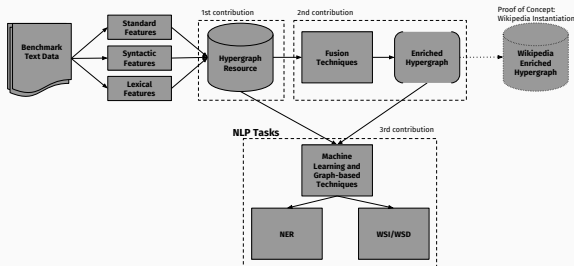 1st contribution
2nd contribution
Proof of Concept:
Wikipedia Instantiation
Benchmark
Text Data
Standard
Features
Syntactic
Features
Lexical
Features
Hypergraph
Resource
Fusion
Techniques
Enriched
Hypergraph
Wikipedia
Enriched
Hypergraph
NLP Tasks
3rd contribution
Machine
Learning and
Graph-based
Techniques
NER
WSI/WSD